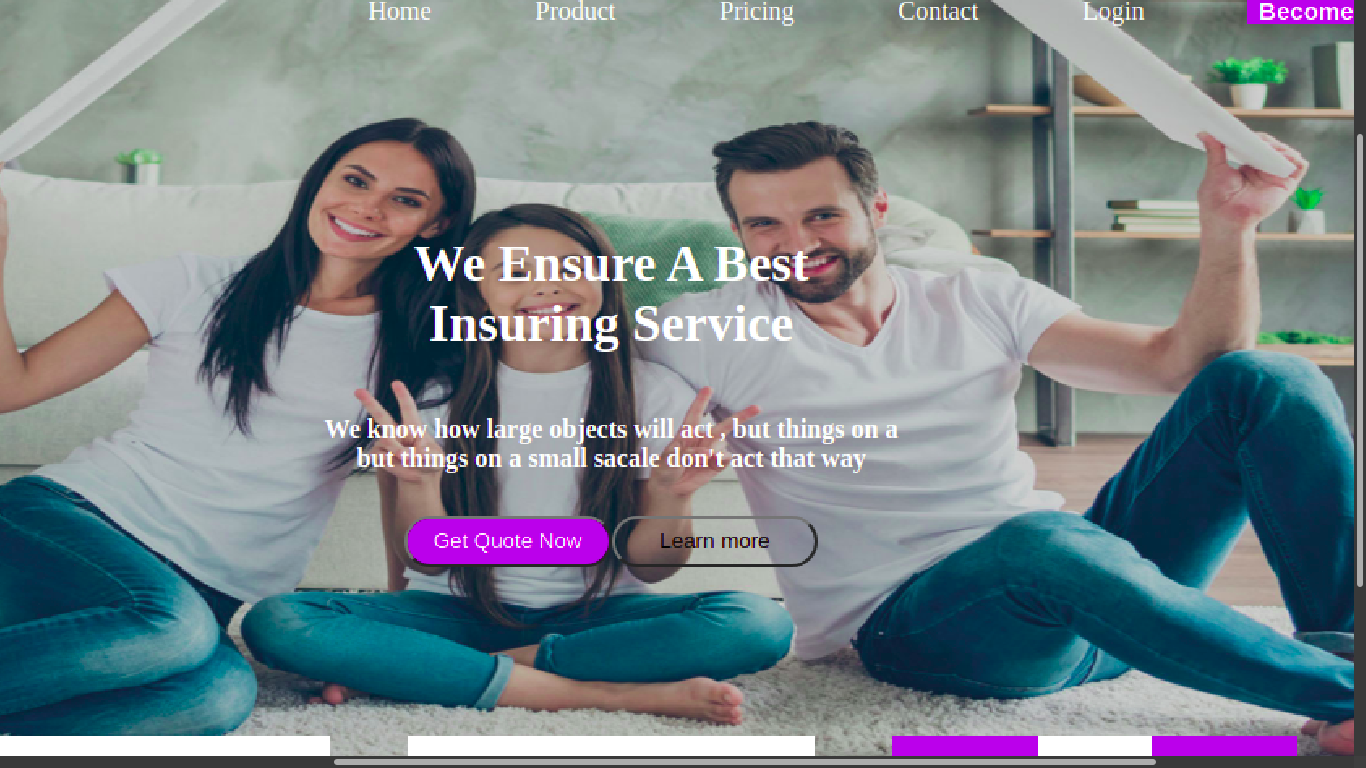 Home Product Pricing Contact Login Become
We Ensure A Best
Insuring Service
We know how large objects will act , but things on a
but things on a small sacale don't act that way
Get Quote Now Learn more